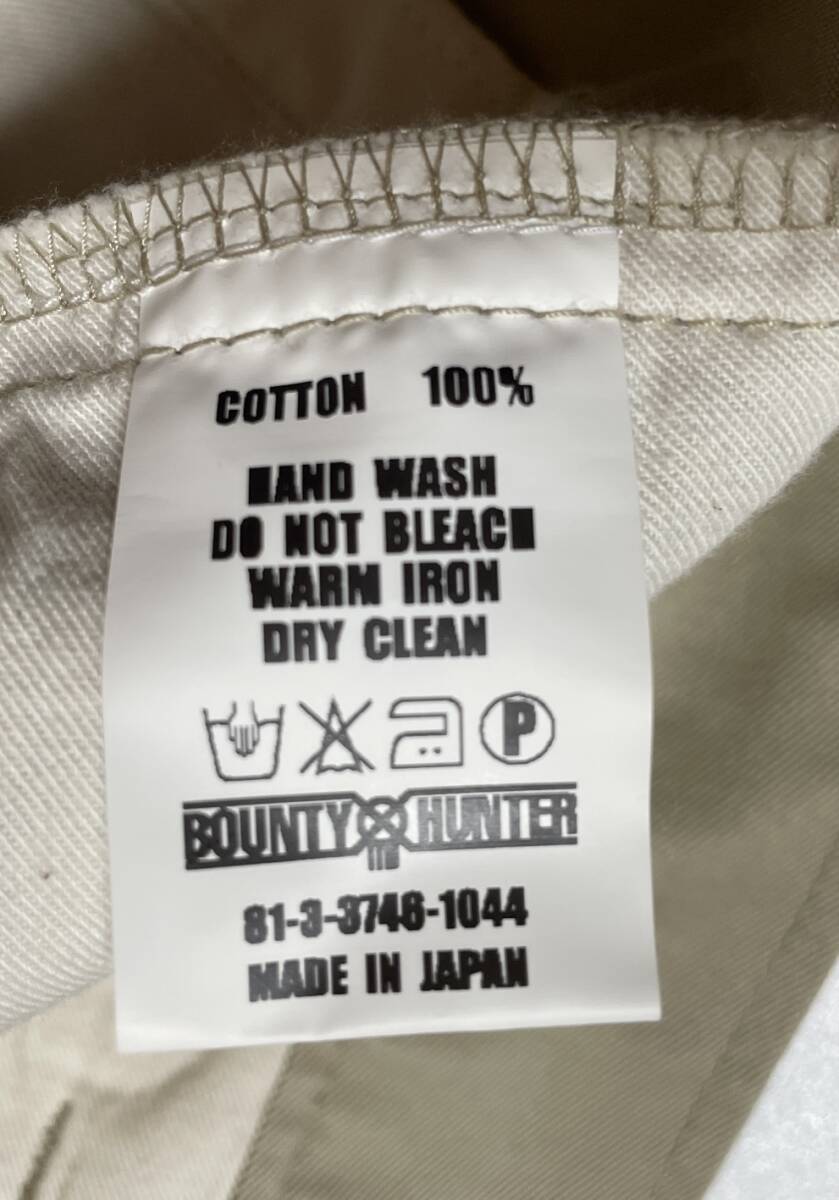 COTTON 100%
HAND WASH
DO NOT BLEACH
WARM IRON
DRY CLEAN
P
BOUNTY HUNTER
81-3-3746-1044
MADE IN JAPAN